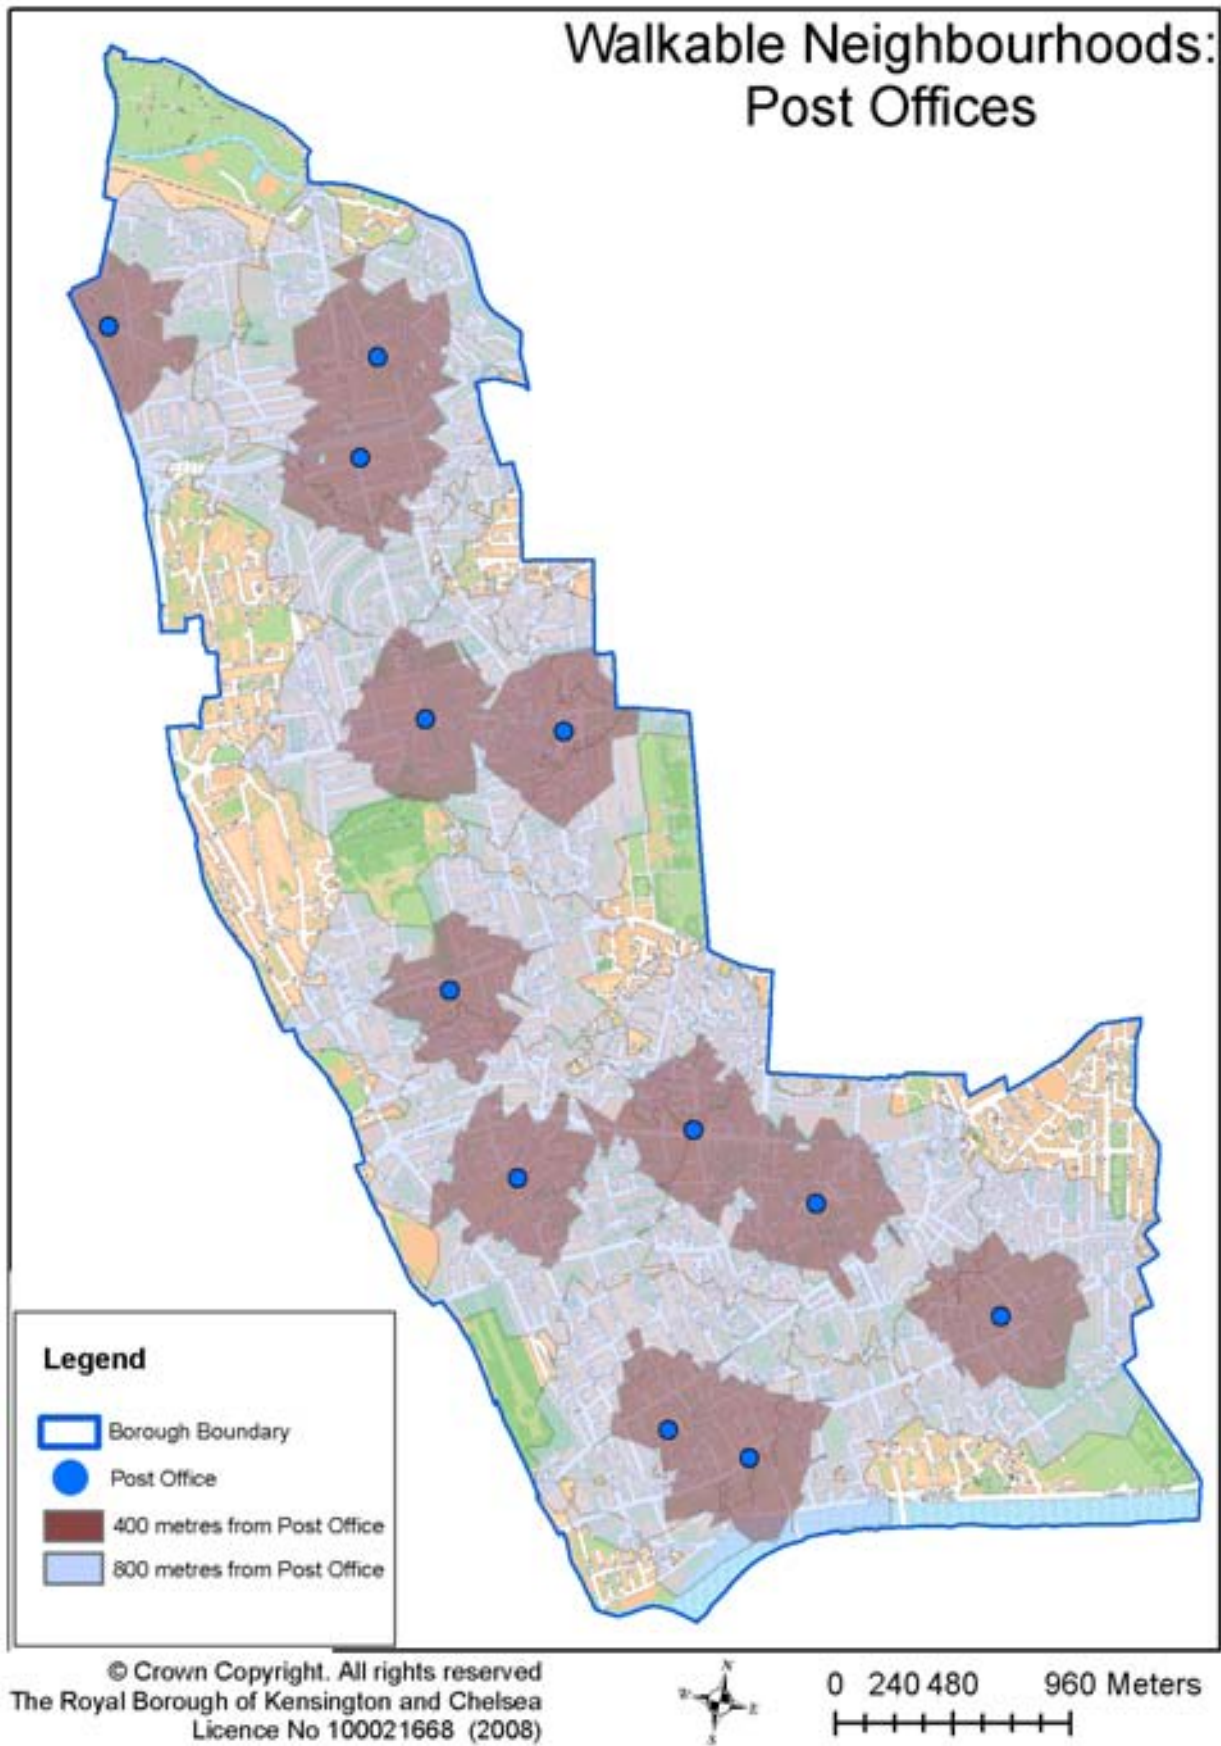 Walkable Neighbourhoods:
Post Offices
Legend
Borough Boundary
Post Office
400 metres from Post Office
800 metres from Post Office
© Crown Copyright. All rights reserved
The Royal Borough of Kensington and Chelsea
Licence No 100021668 (2008)
N
W E
S
0 240 480 960 Meters